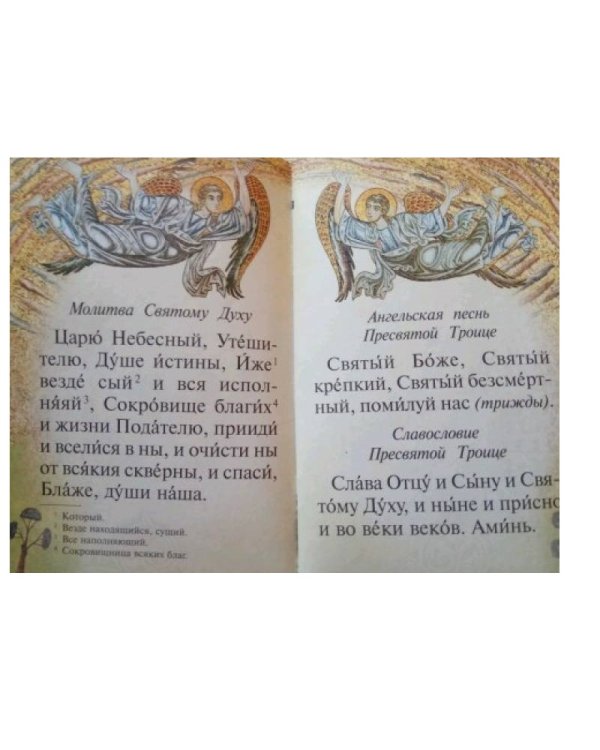 Молитва Святому Духу
Царю́ Небе́сный, Уте́ши-
телю, Ду́ше и́стины, И́же¹
везде́ сый² и вся испол-
ня́яй³, Сокро́вище благи́х⁴
и жизни Пода́телю, прииди́
и всели́ся в ны, и очи́сти ны
от вся́кия скве́рны, и спаси́,
Бла́же, ду́ши на́ша.
¹ Который.
² Везде находящийся, сущий.
³ Все наполняющий.
⁴ Сокровищница всяких благ.
Ангельская песнь
Пресвятой Троице
Святы́й Бо́же, Святы́й
кре́пкий, Святы́й безсме́рт-
ный, поми́луй нас (трижды).
Славословие
Пресвятой Троице
Сла́ва Отцу́ и Сы́ну и Свя-
то́му Ду́ху, и ны́не и при́сно
и во ве́ки веко́в. Ами́нь.